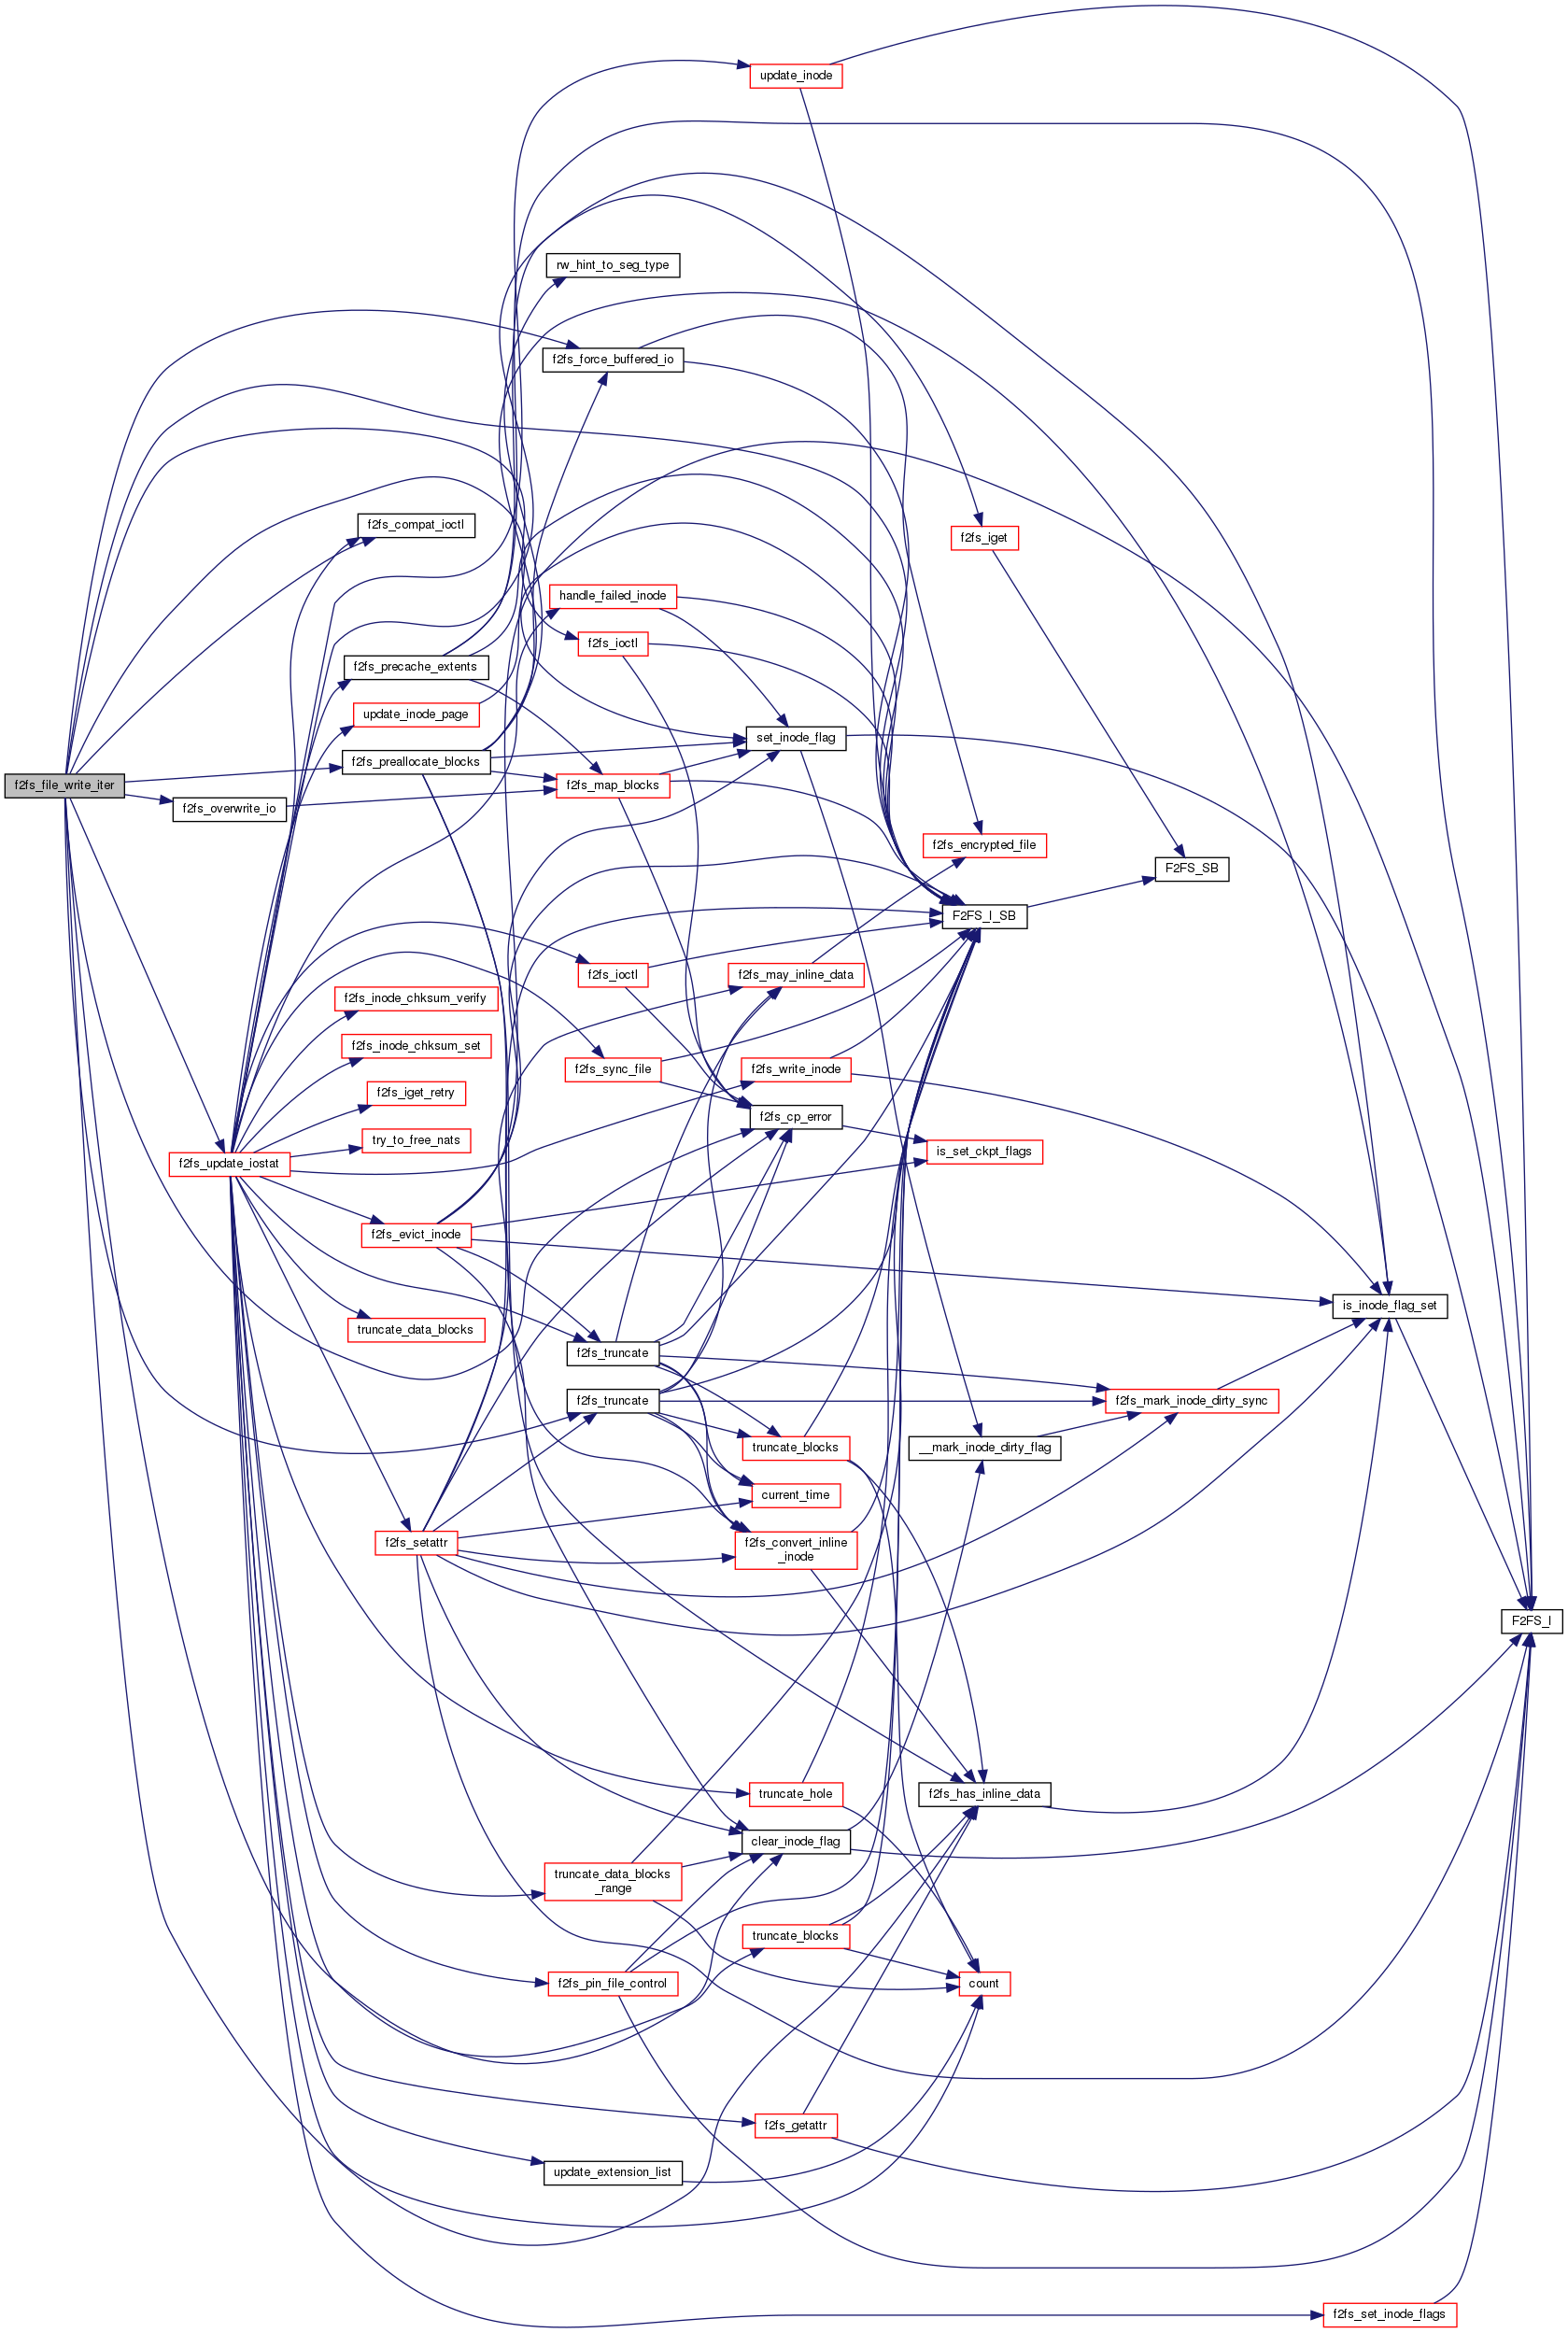 update_inode
rw_hint_to_seg_type
f2fs_force_buffered_io
f2fs_compat_ioctl
f2fs_iget
handle_failed_inode
f2fs_ioctl
f2fs_precache_extents
update_inode_page
set_inode_flag
f2fs_preallocate_blocks
f2fs_file_write_iter
f2fs_map_blocks
f2fs_overwrite_io
f2fs_encrypted_file
F2FS_SB
F2FS_I_SB
f2fs_ioctl
f2fs_may_inline_data
f2fs_inode_chksum_verify
f2fs_inode_chksum_set
f2fs_sync_file
f2fs_write_inode
f2fs_iget_retry
f2fs_cp_error
try_to_free_nats
is_set_ckpt_flags
f2fs_update_iostat
f2fs_evict_inode
is_inode_flag_set
truncate_data_blocks
f2fs_truncate
f2fs_truncate
f2fs_mark_inode_dirty_sync
truncate_blocks
__mark_inode_dirty_flag
current_time
f2fs_setattr
f2fs_convert_inline
_inode
F2FS_I
truncate_hole
f2fs_has_inline_data
clear_inode_flag
truncate_data_blocks
_range
truncate_blocks
f2fs_pin_file_control
count
f2fs_getattr
update_extension_list
f2fs_set_inode_flags